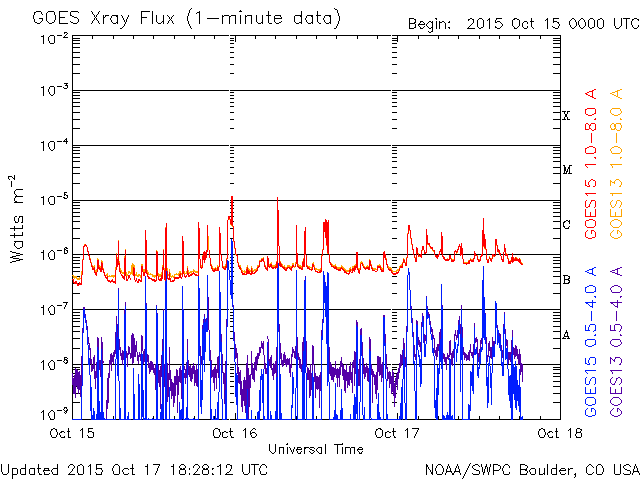 GOES Xray Flux (1-minute data)
Begin: 2015 Oct 15 0000 UTC
10-2
10-3
10-4
10-5
10-6
10-7
10-8
10-9
Watts m-2
X
M
C
B
A
GOES15 1.0-8.0 A
GOES13 1.0-8.0 A
GOES15 0.5-4.0 A
GOES13 0.5-4.0 A
Oct 15 Oct 16 Oct 17 Oct 18
Universal Time
Updated 2015 Oct 17 18:28:12 UTC
NOAA/SWPC Boulder, CO USA